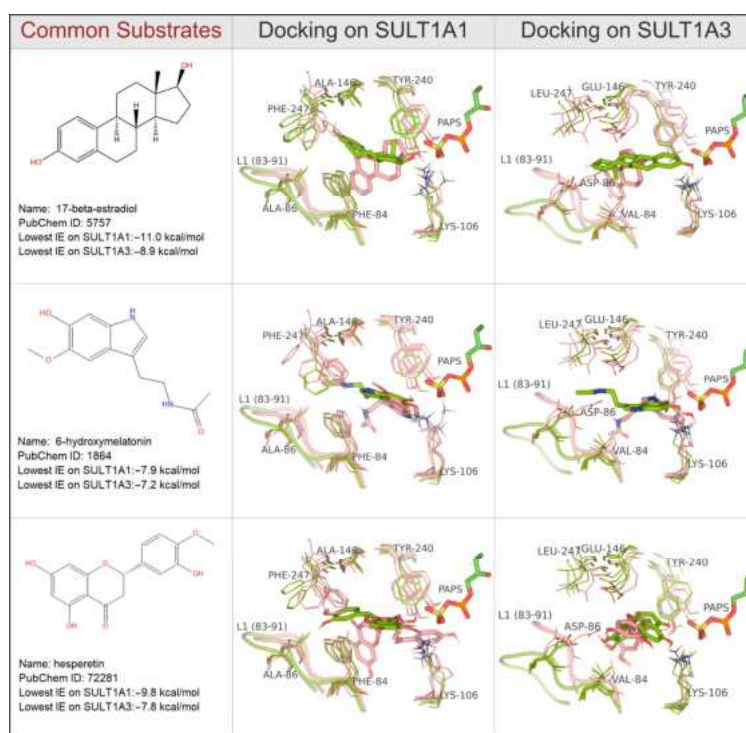 Common Substrates
Docking on SULT1A1
Docking on SULT1A3
OH
HO
H
H
H
Name: 17-beta-estradiol
PubChem ID: 5757
Lowest IE on SULT1A1:–11.0 kcal/mol
Lowest IE on SULT1A3:–8.9 kcal/mol
ALA-146
TYR-240
PHE-247
PAPS
L1 (83-91)
ALA-86
PHE-84
LYS-106
GLU-146
TYR-240
LEU-247
PAPS
L1 (83-91)
ASP-86
VAL-84
LYS-106
HO
H
N
O
HN
O
Name: 6-hydroxymelatonin
PubChem ID: 1864
Lowest IE on SULT1A1:–7.9 kcal/mol
Lowest IE on SULT1A3:–7.2 kcal/mol
ALA-146
TYR-240
PHE-247
PAPS
L1 (83-91)
ALA-86
PHE-84
LYS-106
GLU-146
LEU-247
TYR-240
PAPS
L1 (83-91)
ASP-86
VAL-84
LYS-106
O
HO
O
OH
OH
O
Name: hesperetin
PubChem ID: 72281
Lowest IE on SULT1A1:–9.8 kcal/mol
Lowest IE on SULT1A3:–7.8 kcal/mol
ALA-146
TYR-240
PHE-247
PAPS
L1 (83-91)
ALA-86
PHE-84
LYS-106
LEU-247
GLU-146
TYR-240
PAPS
L1 (83-91)
ASP-86
VAL-84
LYS-106